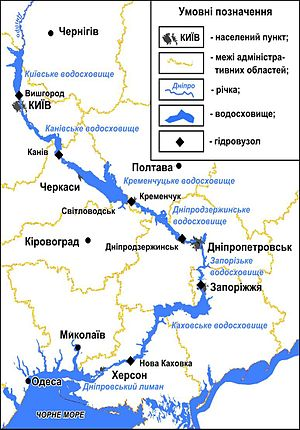 Умовні позначення
КИЇВ
- населений пункт;
- межі адміністра-
тивних областей;
Дніпро
- річка;
- водосховище;
- гідровузол
Чернігів
Київське водосховище
Вишгород
КИЇВ
Канівське водосховище
Канів
Черкаси
Полтава
Кременчуцьке водосховище
Кременчук
Світловодськ
Дніпродзержинське
водосховище
Кіровоград
Дніпродзержинськ
Дніпропетровськ
Запорізьке
водосховище
Запоріжжя
Каховське водосховище
Миколаїв
Нова Каховка
Херсон
Одеса
Дніпровський лиман
ЧОРНЕ МОРЕ